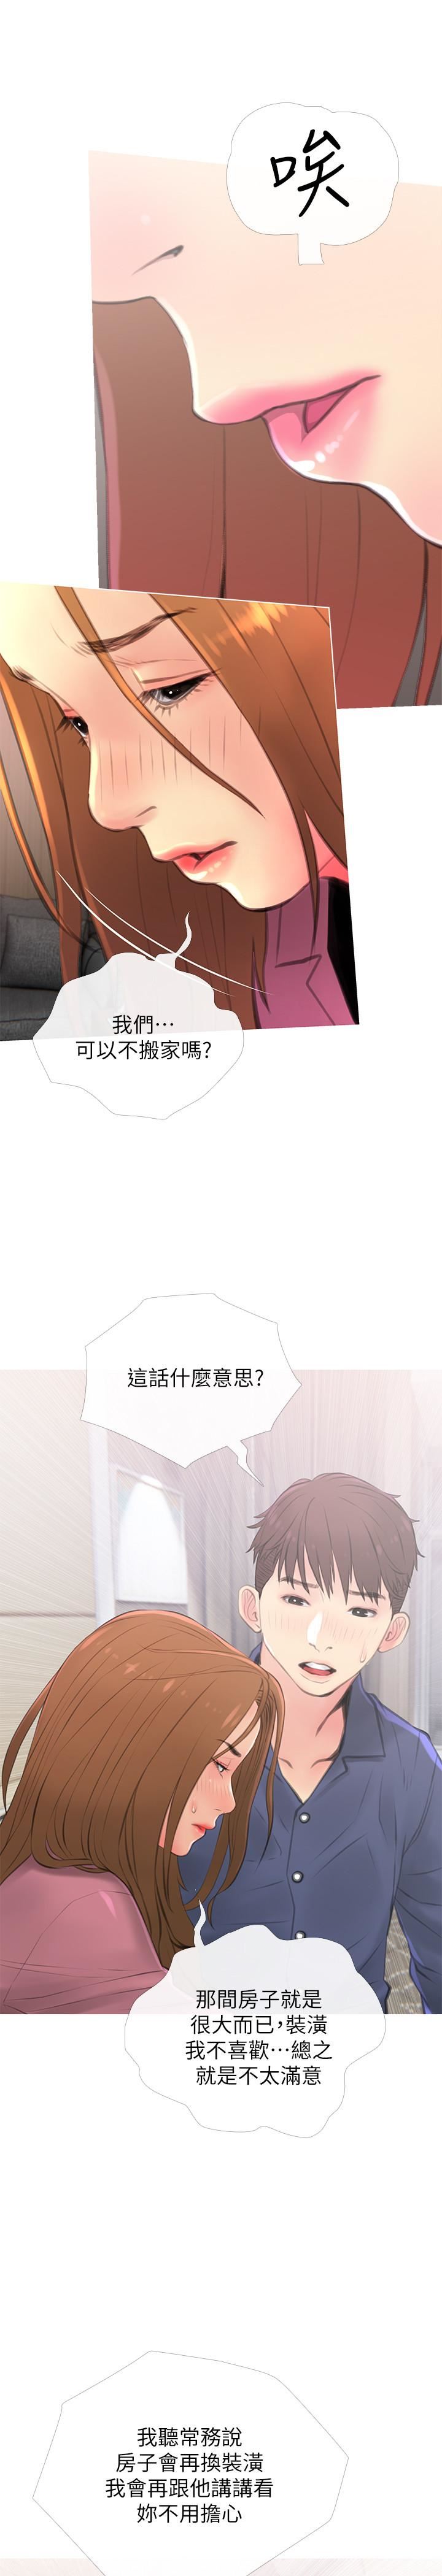 唉
我們⋯
可以不搬家嗎?
這話什麼意思?
那間房子就是
很大而已，裝潢
我不喜歡⋯總之
就是不太滿意
我聽常務說
房子會再換裝潢
我會再跟他講講看
妳不用擔心